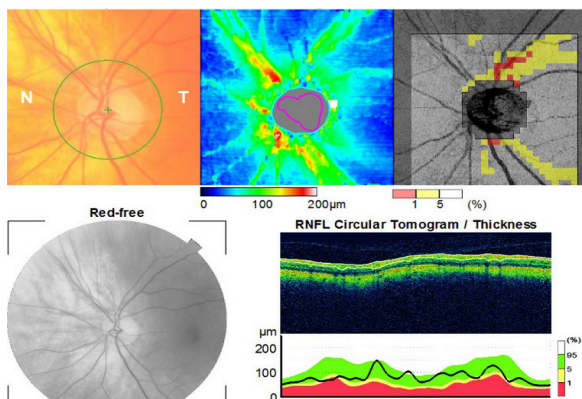 N T
0 100 200μm
1 5 (%)
Red-free
RNFL Circular Tomogram / Thickness
μm
200
100
0
(%)
95
5
1